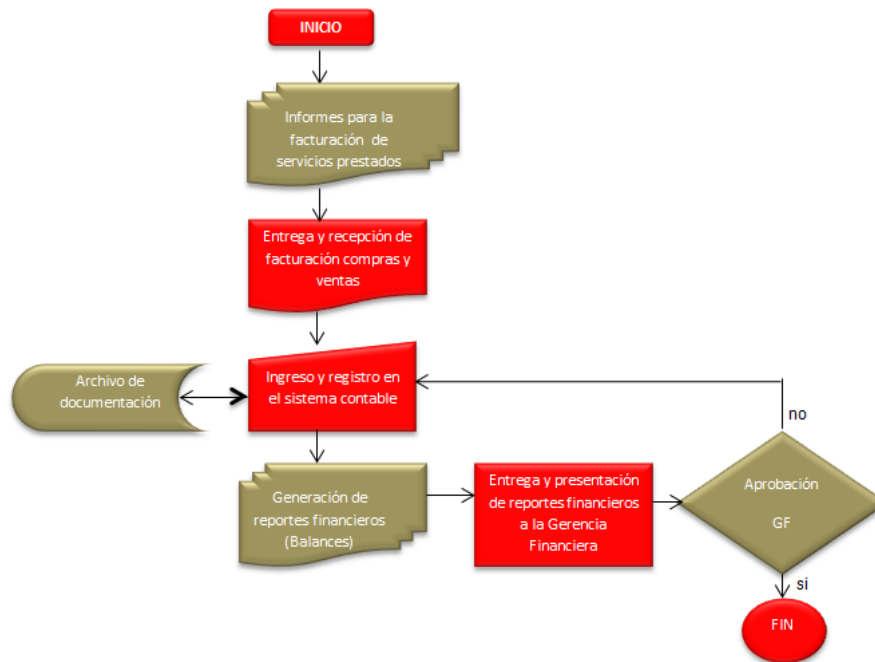 INICIO
Informes para la
facturación de
servicios prestados
Entrega y recepción de
facturación compras y
ventas
Archivo de
documentación
Ingreso y registro en
el sistema contable
no
Generación de
reportes financieros
(Balances)
Entrega y presentación
de reportes financieros
a la Gerencia
Financiera
Aprobación
GF
si
FIN